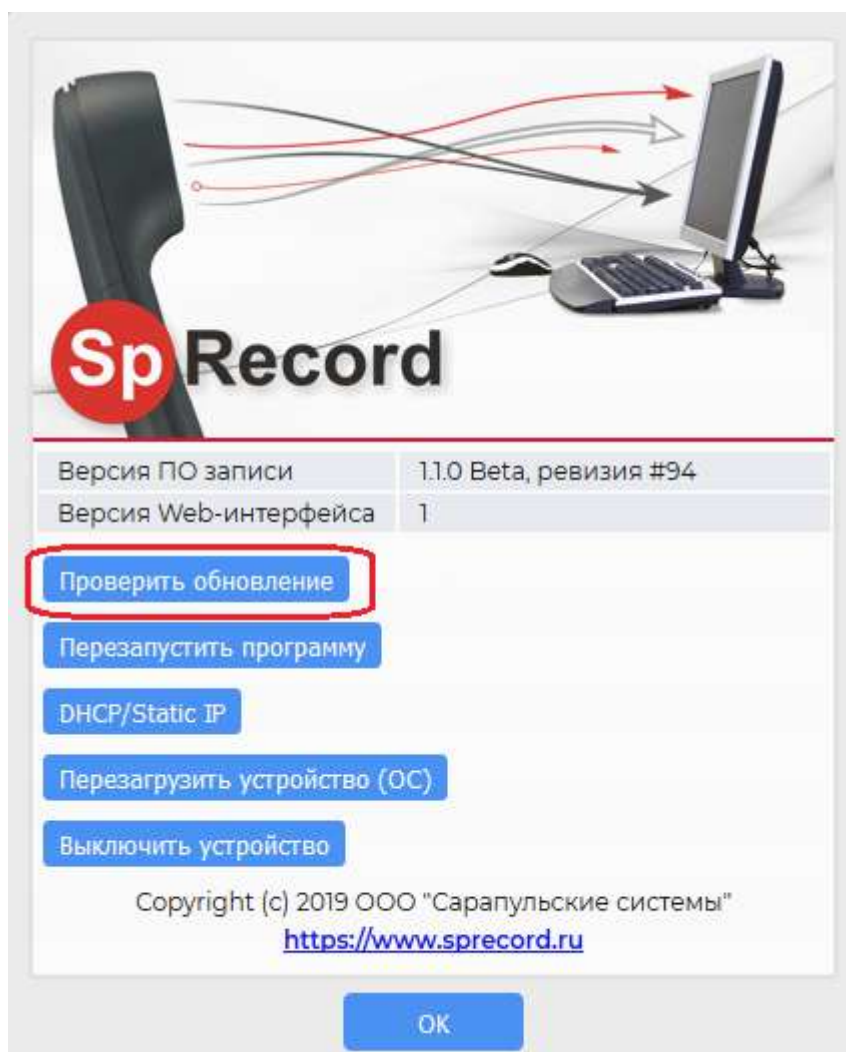 Sp Record
Версия ПО записи 1.1.0 Beta, ревизия #94
Версия Web-интерфейса 1
Проверить обновление
Перезапустить программу
DHCP/Static IP
Перезагрузить устройство (ОС)
Выключить устройство
Copyright (c) 2019 ООО "Сарапульские системы"
https://www.sprecord.ru
OK